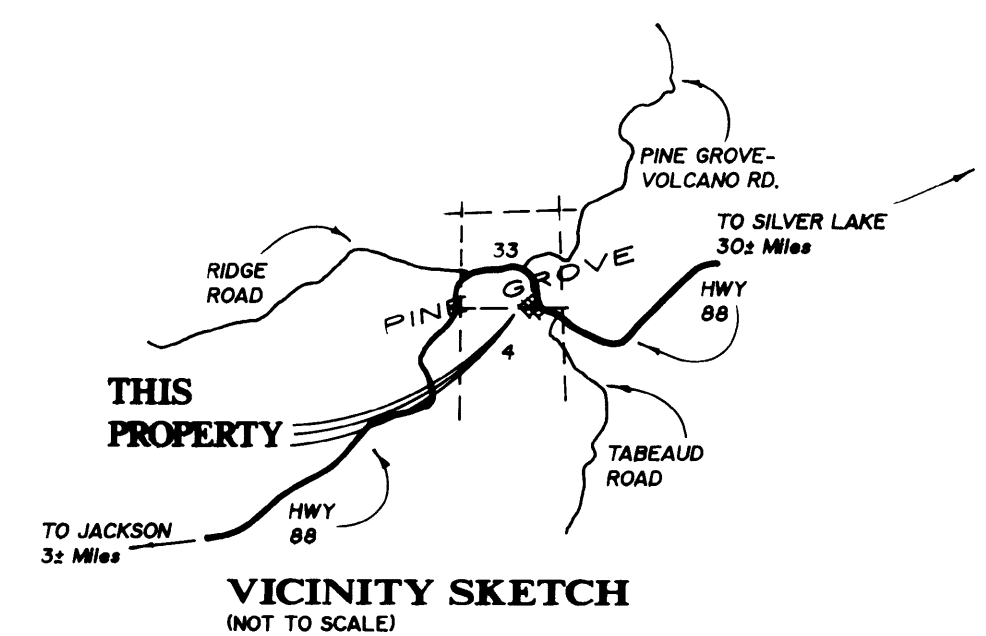 PINE GROVE-
VOLCANO RD.
TO SILVER LAKE
30± Miles
33
RIDGE
ROAD
PINE GROVE
HWY
88
4
THIS
PROPERTY
TABEAUD
ROAD
HWY
88
TO JACKSON
3± Miles
VICINITY SKETCH
(NOT TO SCALE)